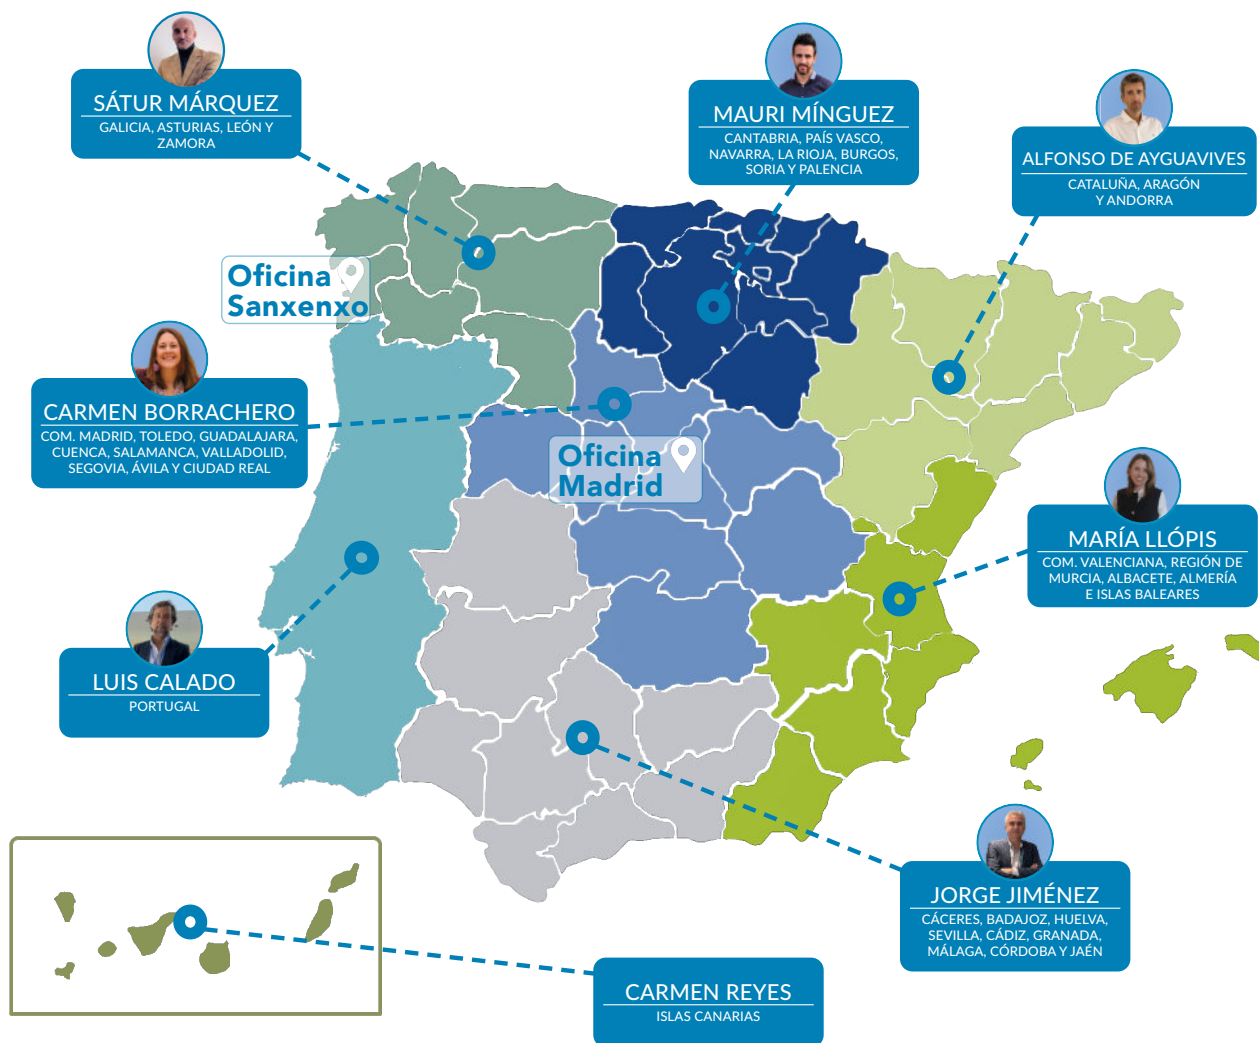 SÁTUR MÁRQUEZ
GALICIA, ASTURIAS, LEÓN Y
ZAMORA
MAURI MÍNGUEZ
CANTABRIA, PAÍS VASCO,
NAVARRA, LA RIOJA, BURGOS,
SORIA Y PALENCIA
ALFONSO DE AYGUAVIVES
CATALUÑA, ARAGÓN
Y ANDORRA
Oficina
Sanxenxo
CARMEN BORRACHERO
COM. MADRID, TOLEDO, GUADALAJARA,
CUENCA, SALAMANCA, VALLADOLID,
SEGOVIA, ÁVILA Y CIUDAD REAL
Oficina
Madrid
MARÍA LLÓPIS
COM. VALENCIANA, REGIÓN DE
MURCIA, ALBACETE, ALMERÍA
E ISLAS BALEARES
LUIS CALADO
PORTUGAL
JORGE JIMÉNEZ
CÁCERES, BADAJOZ, HUELVA,
SEVILLA, CÁDIZ, GRANADA,
MÁLAGA, CÓRDOBA Y JAÉN
CARMEN REYES
ISLAS CANARIAS